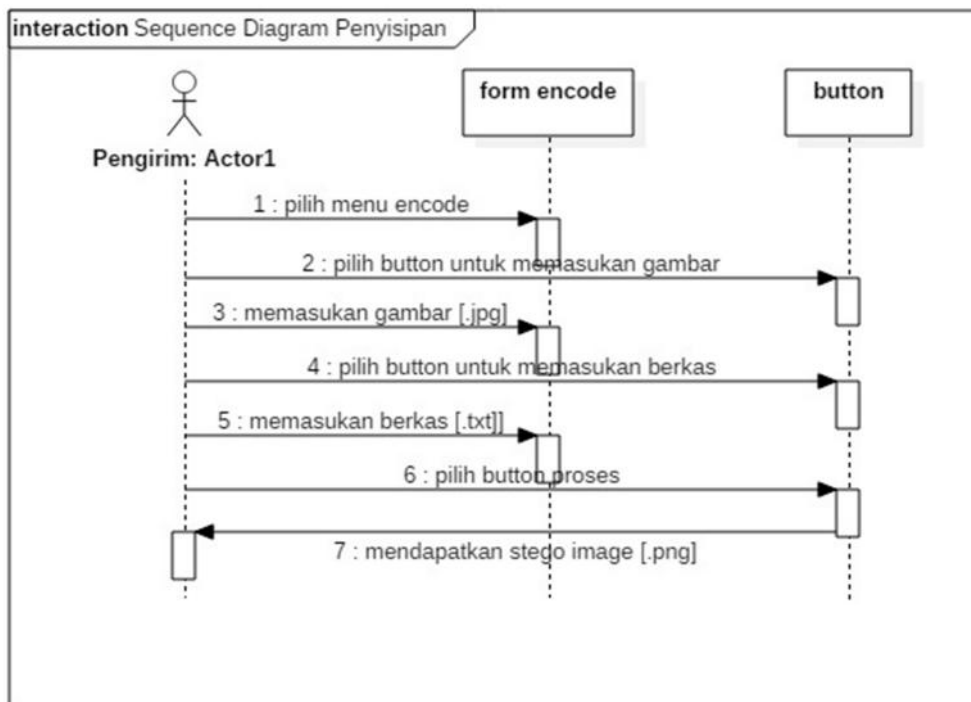 interaction Sequence Diagram Penyisipan
form encode
button
Pengirim: Actor1
1 : pilih menu encode
2 : pilih button untuk memasukan gambar
3 : memasukan gambar [.jpg]
4 : pilih button untuk memasukan berkas
5 : memasukan berkas [.txt]]
6 : pilih button proses
7 : mendapatkan stego image [.png]